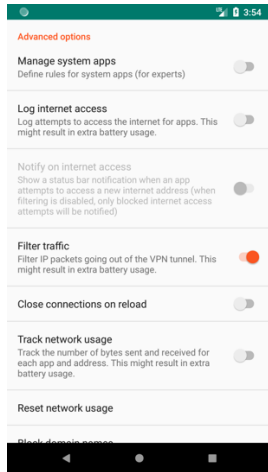 3:54
Advanced options
Manage system apps
Define rules for system apps (for experts)
Log internet access
Log attempts to access the internet for apps. This
might result in extra battery usage.
Notify on internet access
Show a status bar notification when an app
attempts to access a new internet address (when
filtering is disabled, only blocked internet access
attempts will be notified)
Filter traffic
Filter IP packets going out of the VPN tunnel. This
might result in extra battery usage.
Close connections on reload
Track network usage
Track the number of bytes sent and received for
each app and address. This might result in extra
battery usage.
Reset network usage
Block domain names